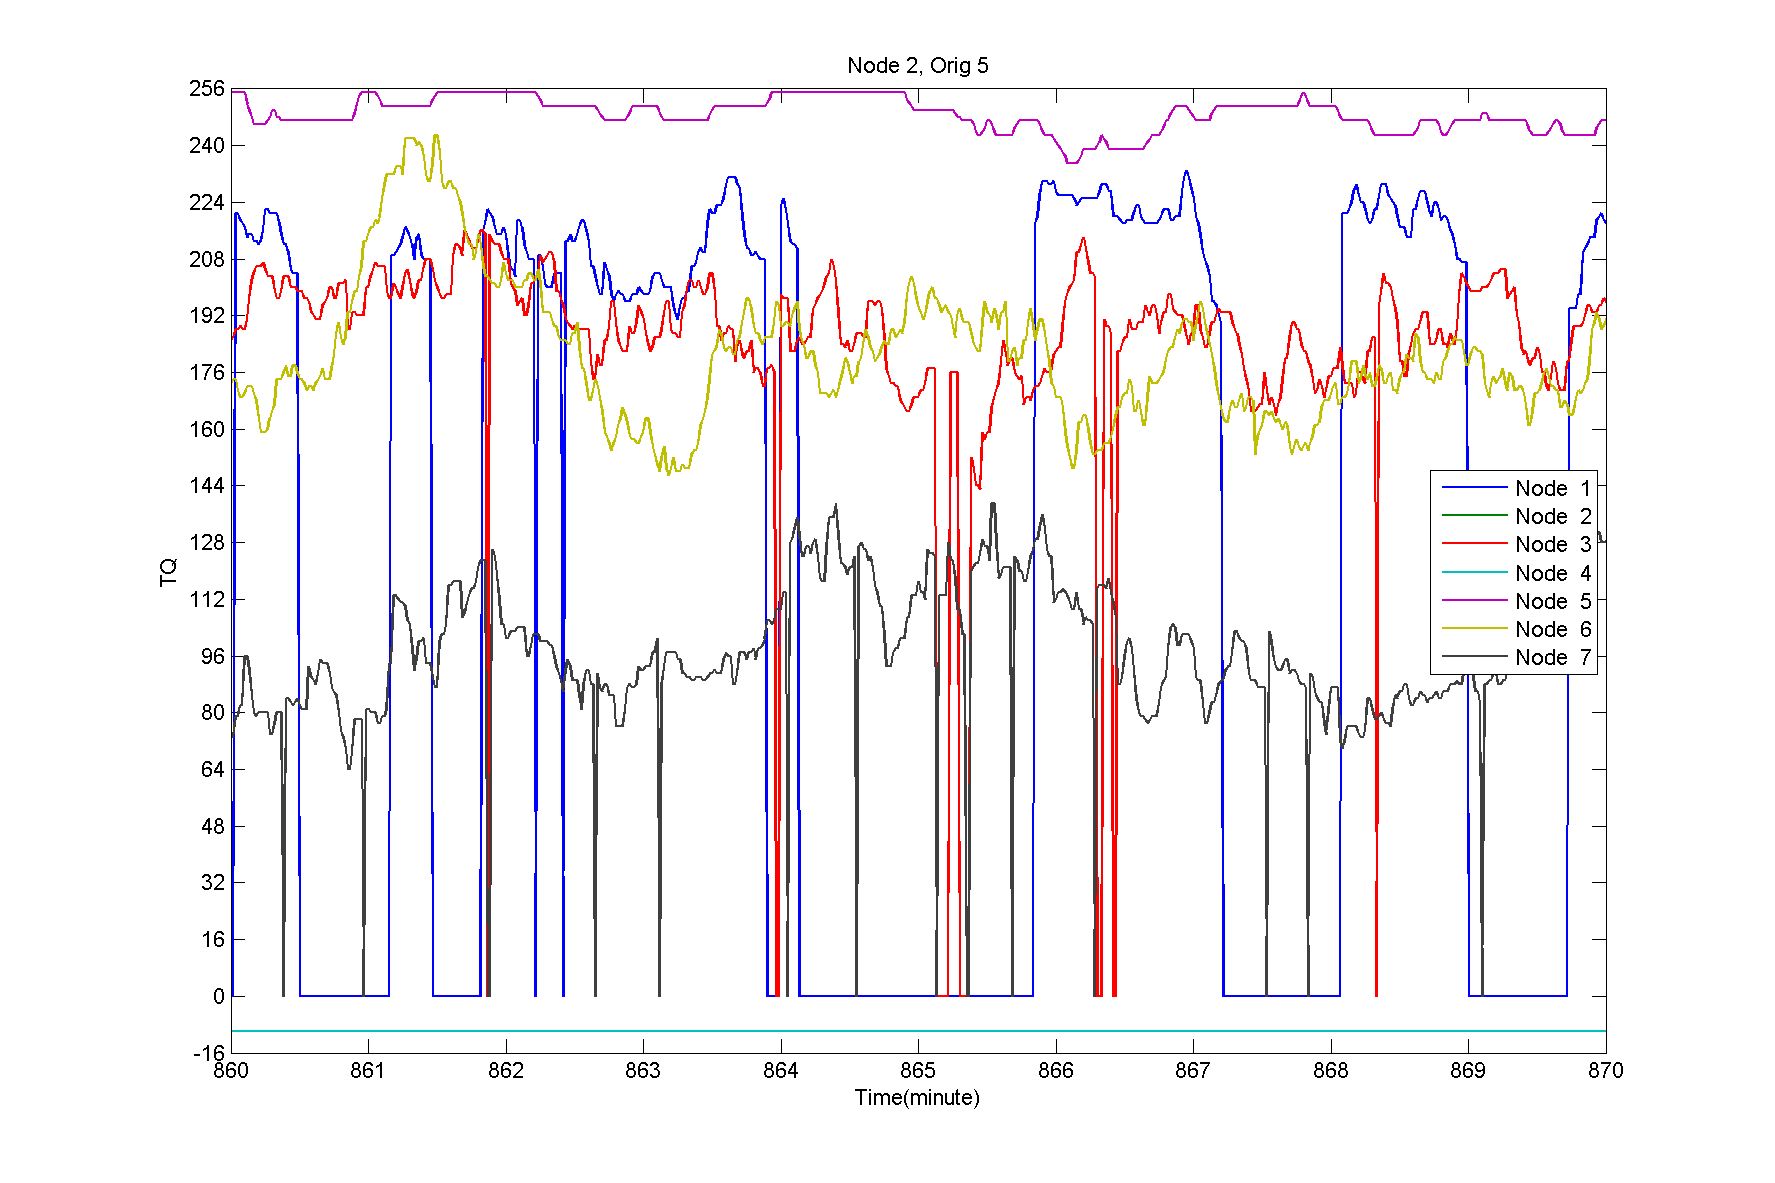 Node 2, Orig 5
256
240
224
208
192
176
160
144
128
112
96
80
64
48
32
16
0
-16
TQ
Node 1
Node 2
Node 3
Node 4
Node 5
Node 6
Node 7
860 861 862 863 864 865 866 867 868 869 870
Time(minute)